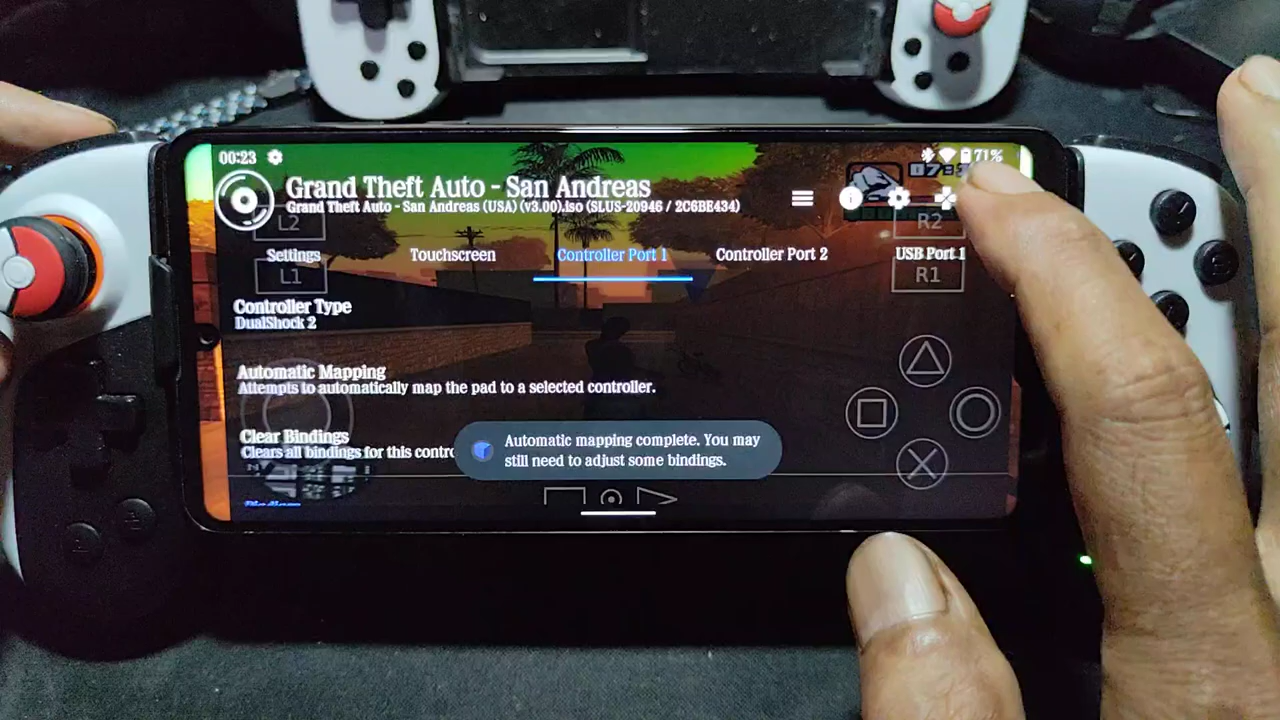 00:23
71%
Grand Theft Auto - San Andreas
Grand Theft Auto - San Andreas (USA) (v3.00).iso (SLUS-20946 / 2C6BE434)
L2
R2
Settings
Touchscreen
Controller Port 1
Controller Port 2
USB Port 1
L1
R1
Controller Type
DualShock 2
Automatic Mapping
Attempts to automatically map the pad to a selected controller.
Clear Bindings
Clears all bindings for this
Automatic mapping complete. You may
still need to adjust some bindings.